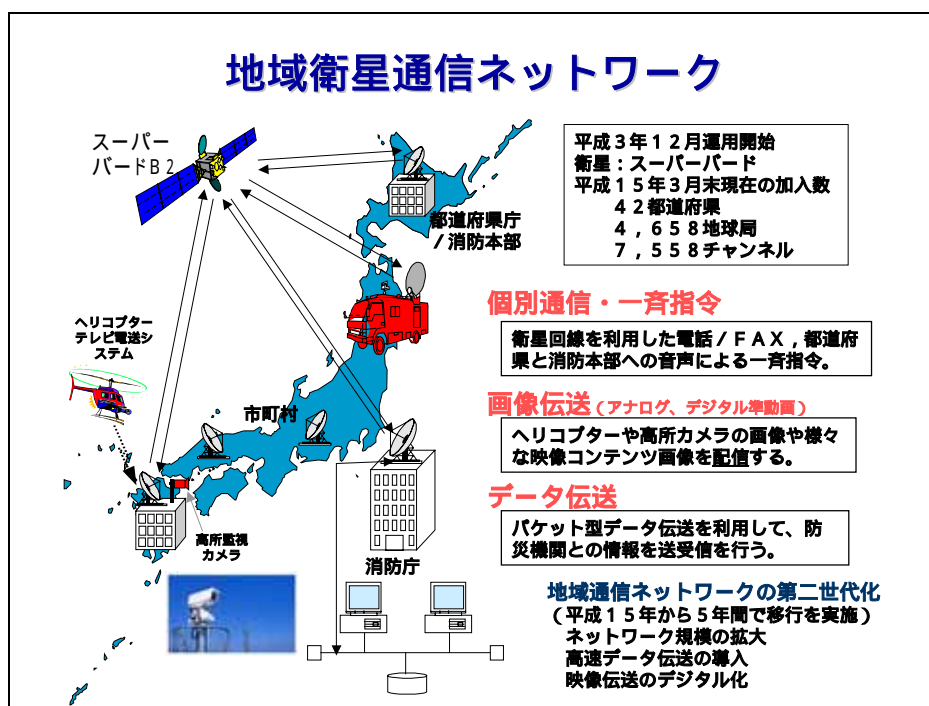 地域衛星通信ネットワーク
スーパー
バードB2
都道府県庁
/消防本部
ヘリコプター
テレビ電送シ
ステム
市町村
高所監視
カメラ
消防庁
平成3年12月運用開始
衛星:スーパーバード
平成15年3月末現在の加入数
42都道府県
4,658地球局
7,558チャンネル
個別通信・一斉指令
衛星回線を利用した電話/FAX,都道府
県と消防本部への音声による一斉指令。
画像伝送(アナログ、デジタル準動画)
ヘリコプターや高所カメラの画像や様々
な映像コンテンツ画像を配信する。
データ伝送
パケット型データ伝送を利用して、防
災機関との情報を送受信を行う。
地域通信ネットワークの第二世代化
(平成15年から5年間で移行を実施)
ネットワーク規模の拡大
高速データ伝送の導入
映像伝送のデジタル化